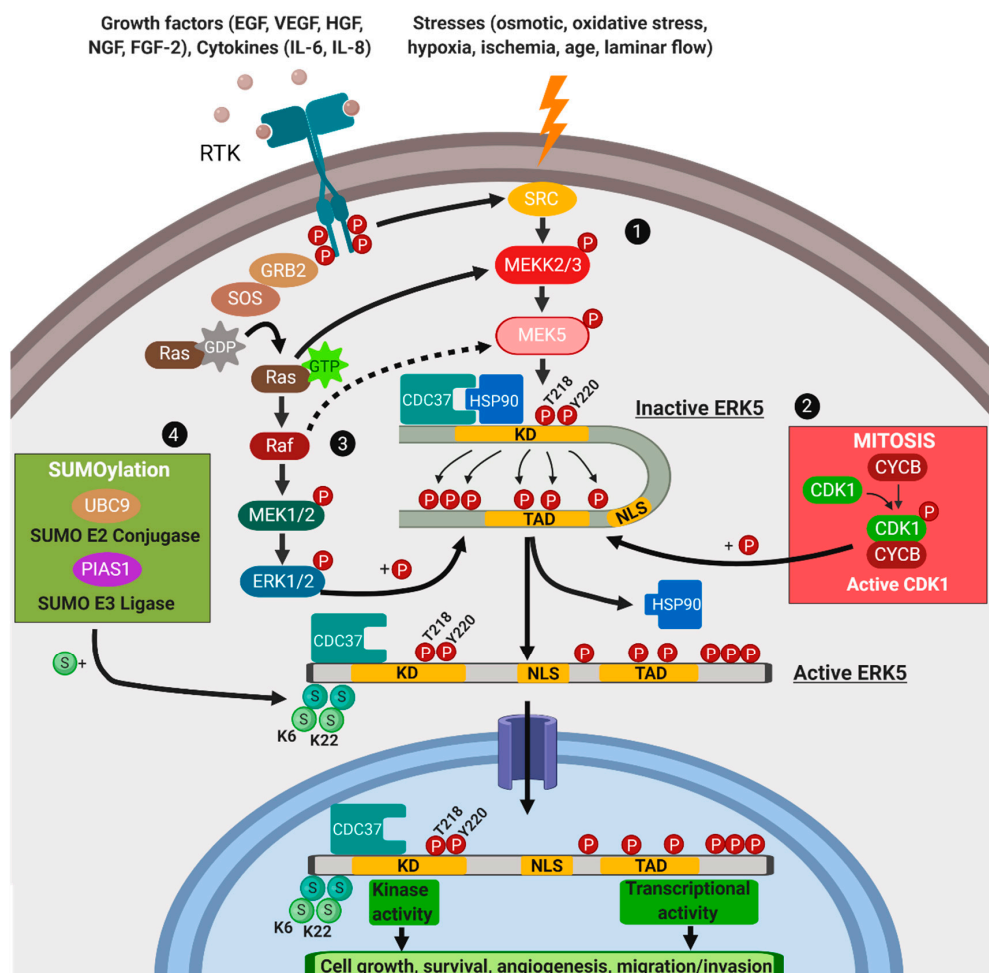 Growth factors (EGF, VEGF, HGF,
NGF, FGF-2), Cytokines (IL-6, IL-8)
Stresses (osmotic, oxidative stress,
hypoxia, ischemia, age, laminar flow)
RTK
SRC
P
P
P
P
1
P
MEKK2/3
GRB2
SOS
P
MEK5
Ras
GDP
Ras
GTP
CDC37
HSP90
T218
Y220
P
P
Inactive ERK5
2
4
Raf
3
KD
MITOSIS
CYCB
CDK1
P
CDK1
CYCB
Active CDK1
SUMOylation
UBC9
SUMO E2 Conjugase
PIAS1
SUMO E3 Ligase
P
MEK1/2
P
P
P
P
P
P
TAD
NLS
P
ERK1/2
+ P
+ P
HSP90
S +
CDC37
T218
Y220
P
P
P
P
P
P
P
P
KD
NLS
TAD
Active ERK5
S
S
S
S
K6
K22
CDC37
T218
Y220
P
P
P
P
P
P
P
P
KD
NLS
TAD
S
S
S
S
K6
K22
Kinase
activity
Transcriptional
activity
Cell growth, survival, angiogenesis, migration/invasion